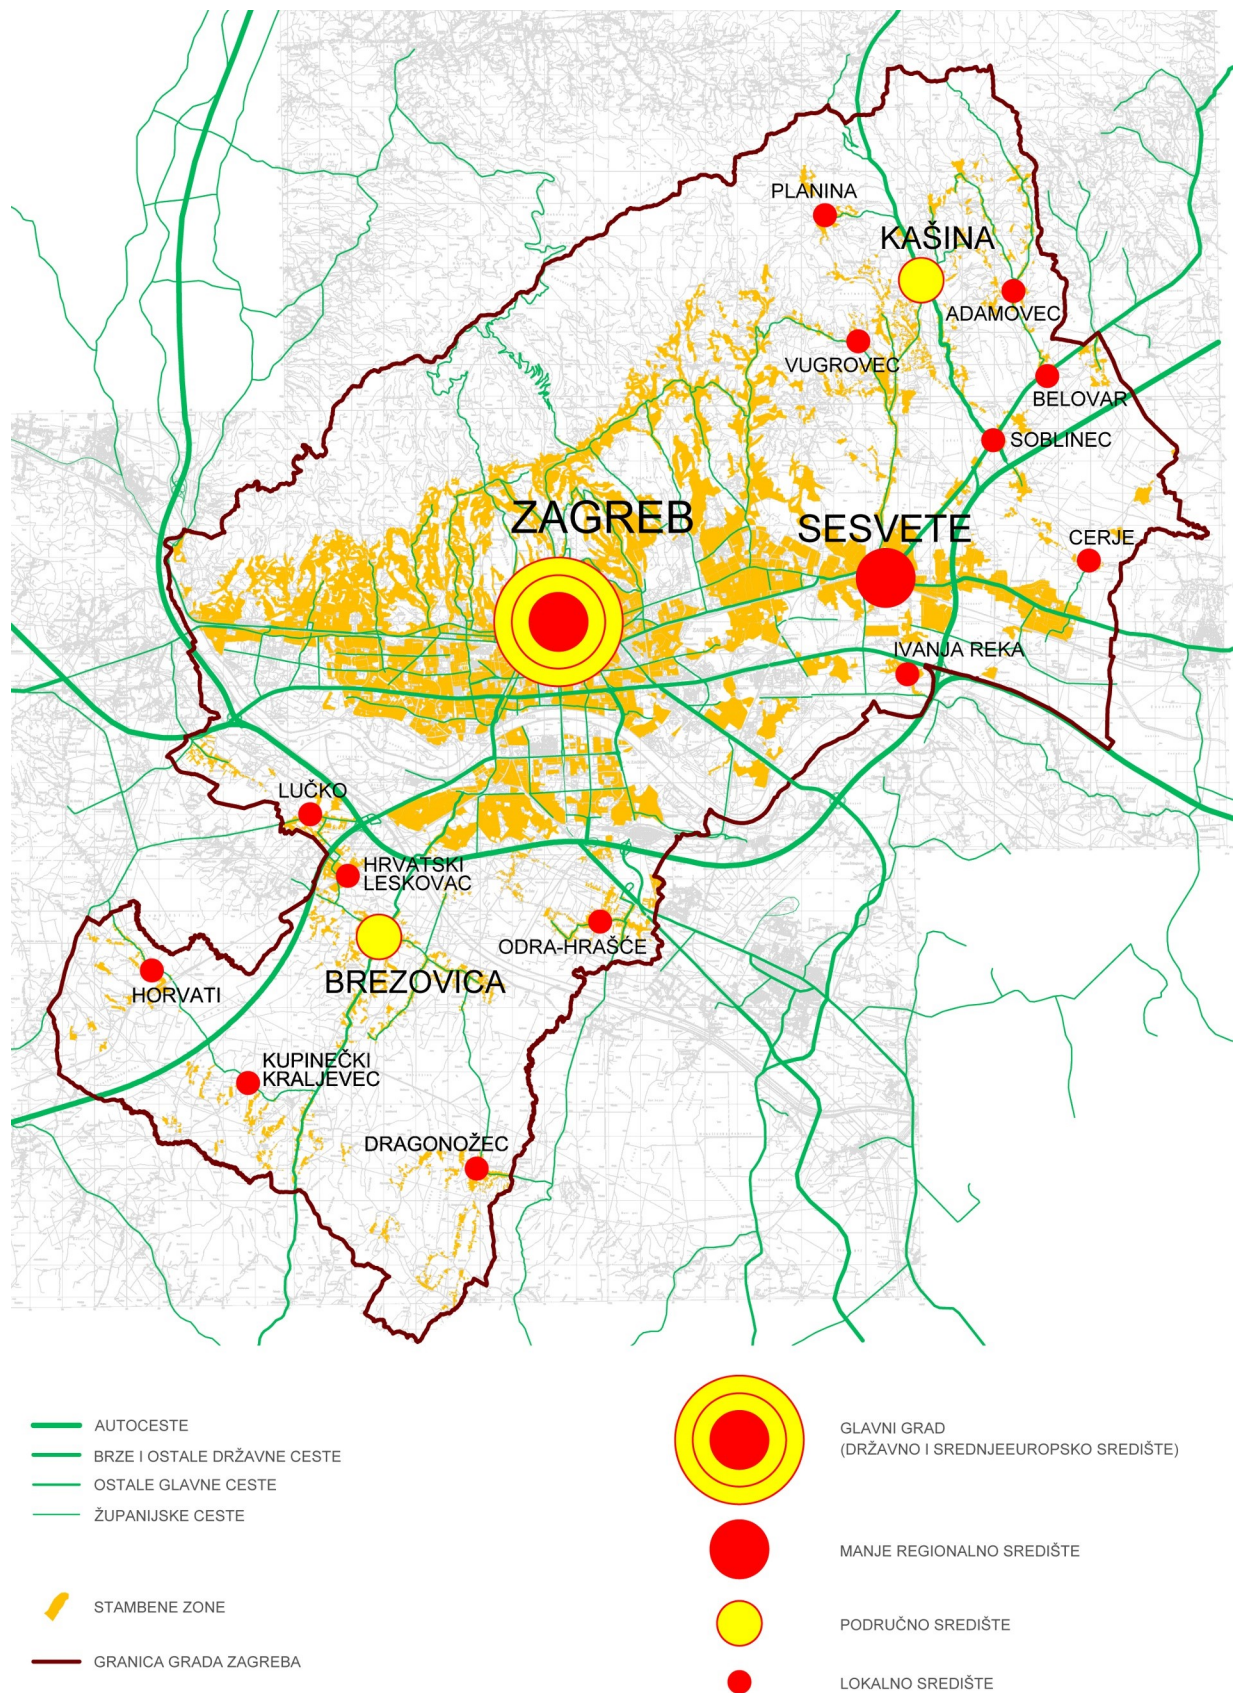 PLANINA
KAŠINA
ADAMOVEC
VUGROVEC
BELOVAR
SOBLINEC
ZAGREB
SESVETE
CERJE
IVANJA REKA
LUČKO
HRVATSKI
LESKOVAC
ODRA-HRAŠĆE
BREZOVICA
HORVATI
KUPINEČKI
KRALJEVEC
DRAGONOŽEC
AUTOCESTE
BRZE I OSTALE DRŽAVNE CESTE
OSTALE GLAVNE CESTE
ŽUPANIJSKE CESTE
STAMBENE ZONE
GRANICA GRADA ZAGREBA
GLAVNI GRAD
(DRŽAVNO I SREDNJEEUROPSKO SREDIŠTE)
MANJE REGIONALNO SREDIŠTE
PODRUČNO SREDIŠTE
LOKALNO SREDIŠTE